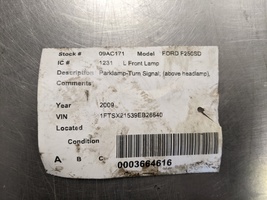 Stock # 09AC171 Model FORD F250SD
IC # 1231 L Front Lamp
Description Parklamp-Turn Signal, (above headlamp),
Comments
Year 2009
VIN 1FTSX21539EB26640
Located
Condition
A B C
0003664616